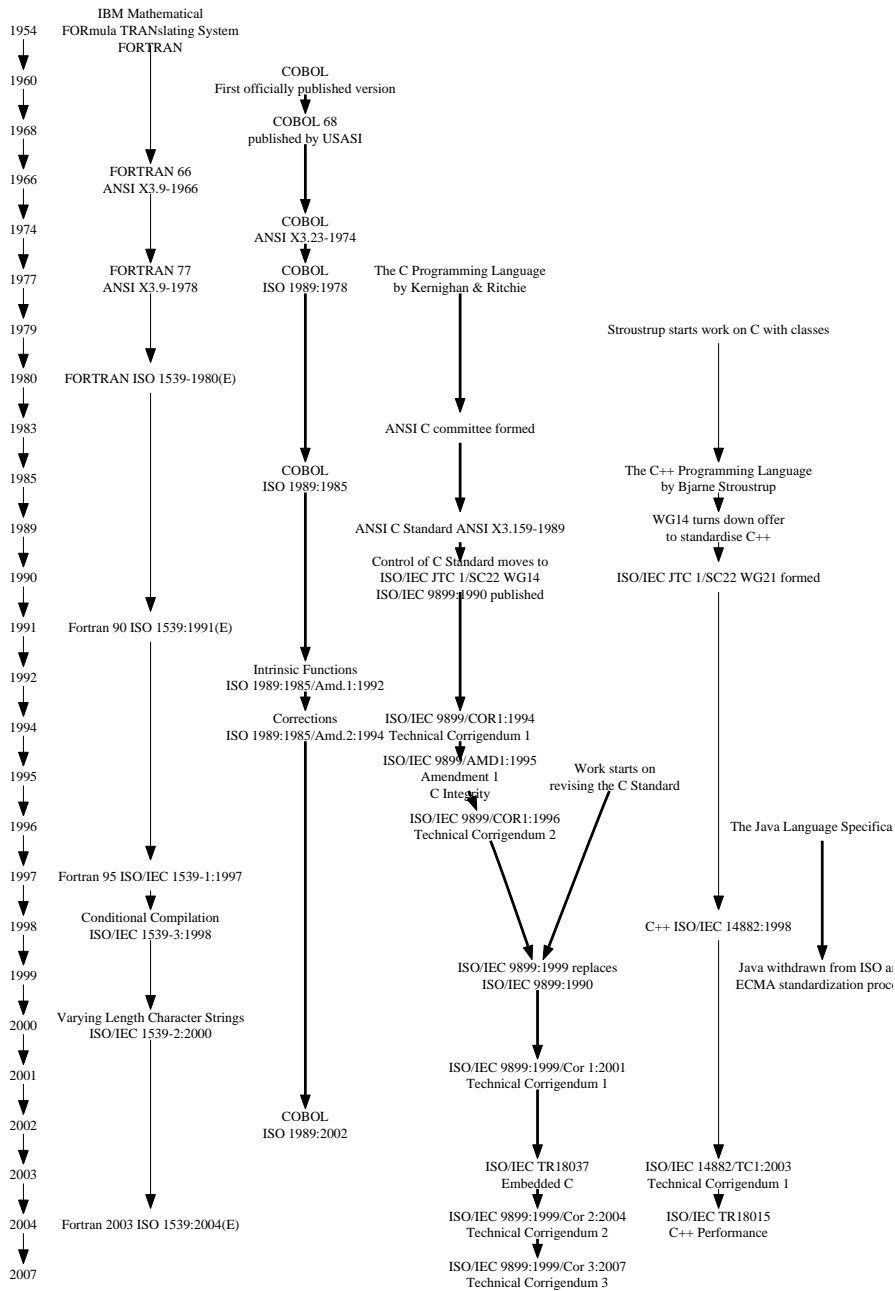 IBM Mathematical
1954
FORmula TRANslating System
FORTRAN
COBOL
1960
First officially published version
COBOL 68
1968
published by USASI
FORTRAN 66
1966
ANSI X3.9-1966
COBOL
1974
ANSI X3.23-1974
FORTRAN 77
COBOL
The C Programming Language
1977
ANSI X3.9-1978
ISO 1989:1978
by Kernighan & Ritchie
1979
Stroustrup starts work on C with classes
1980
FORTRAN ISO 1539-1980(E)
1983
ANSI C committee formed
COBOL
The C++ Programming Language
1985
ISO 1989:1985
by Bjarne Stroustrup
1989
ANSI C Standard ANSI X3.159-1989
WG14 turns down offer
to standardise C++
Control of C Standard moves to
1990
ISO/IEC JTC 1/SC22 WG14
ISO/IEC JTC 1/SC22 WG21 formed
ISO/IEC 9899:1990 published
1991
Fortran 90 ISO 1539:1991(E)
Intrinsic Functions
1992
ISO 1989:1985/Amd.1:1992
Corrections
ISO/IEC 9899/COR1:1994
1994
ISO 1989:1985/Amd.2:1994
Technical Corrigendum 1
ISO/IEC 9899/AMD1:1995
1995
Amendment 1
C Integrity
Work starts on
revising the C Standard
ISO/IEC 9899/COR1:1996
1996
Technical Corrigendum 2
The Java Language Specifica
1997
Fortran 95 ISO/IEC 1539-1:1997
Conditional Compilation
1998
ISO/IEC 1539-3:1998
C++ ISO/IEC 14882:1998
ISO/IEC 9899:1999 replaces
1999
ISO/IEC 9899:1990
Java withdrawn from ISO a
ECMA standardization proc
Varying Length Character Strings
2000
ISO/IEC 1539-2:2000
ISO/IEC 9899:1999/Cor 1:2001
2001
Technical Corrigendum 1
COBOL
2002
ISO 1989:2002
ISO/IEC TR18037
ISO/IEC 14882/TC1:2003
2003
Embedded C
Technical Corrigendum 1
2004
Fortran 2003 ISO 1539:2004(E)
ISO/IEC 9899:1999/Cor 2:2004
Technical Corrigendum 2
ISO/IEC TR18015
C++ Performance
ISO/IEC 9899:1999/Cor 3:2007
2007
Technical Corrigendum 3